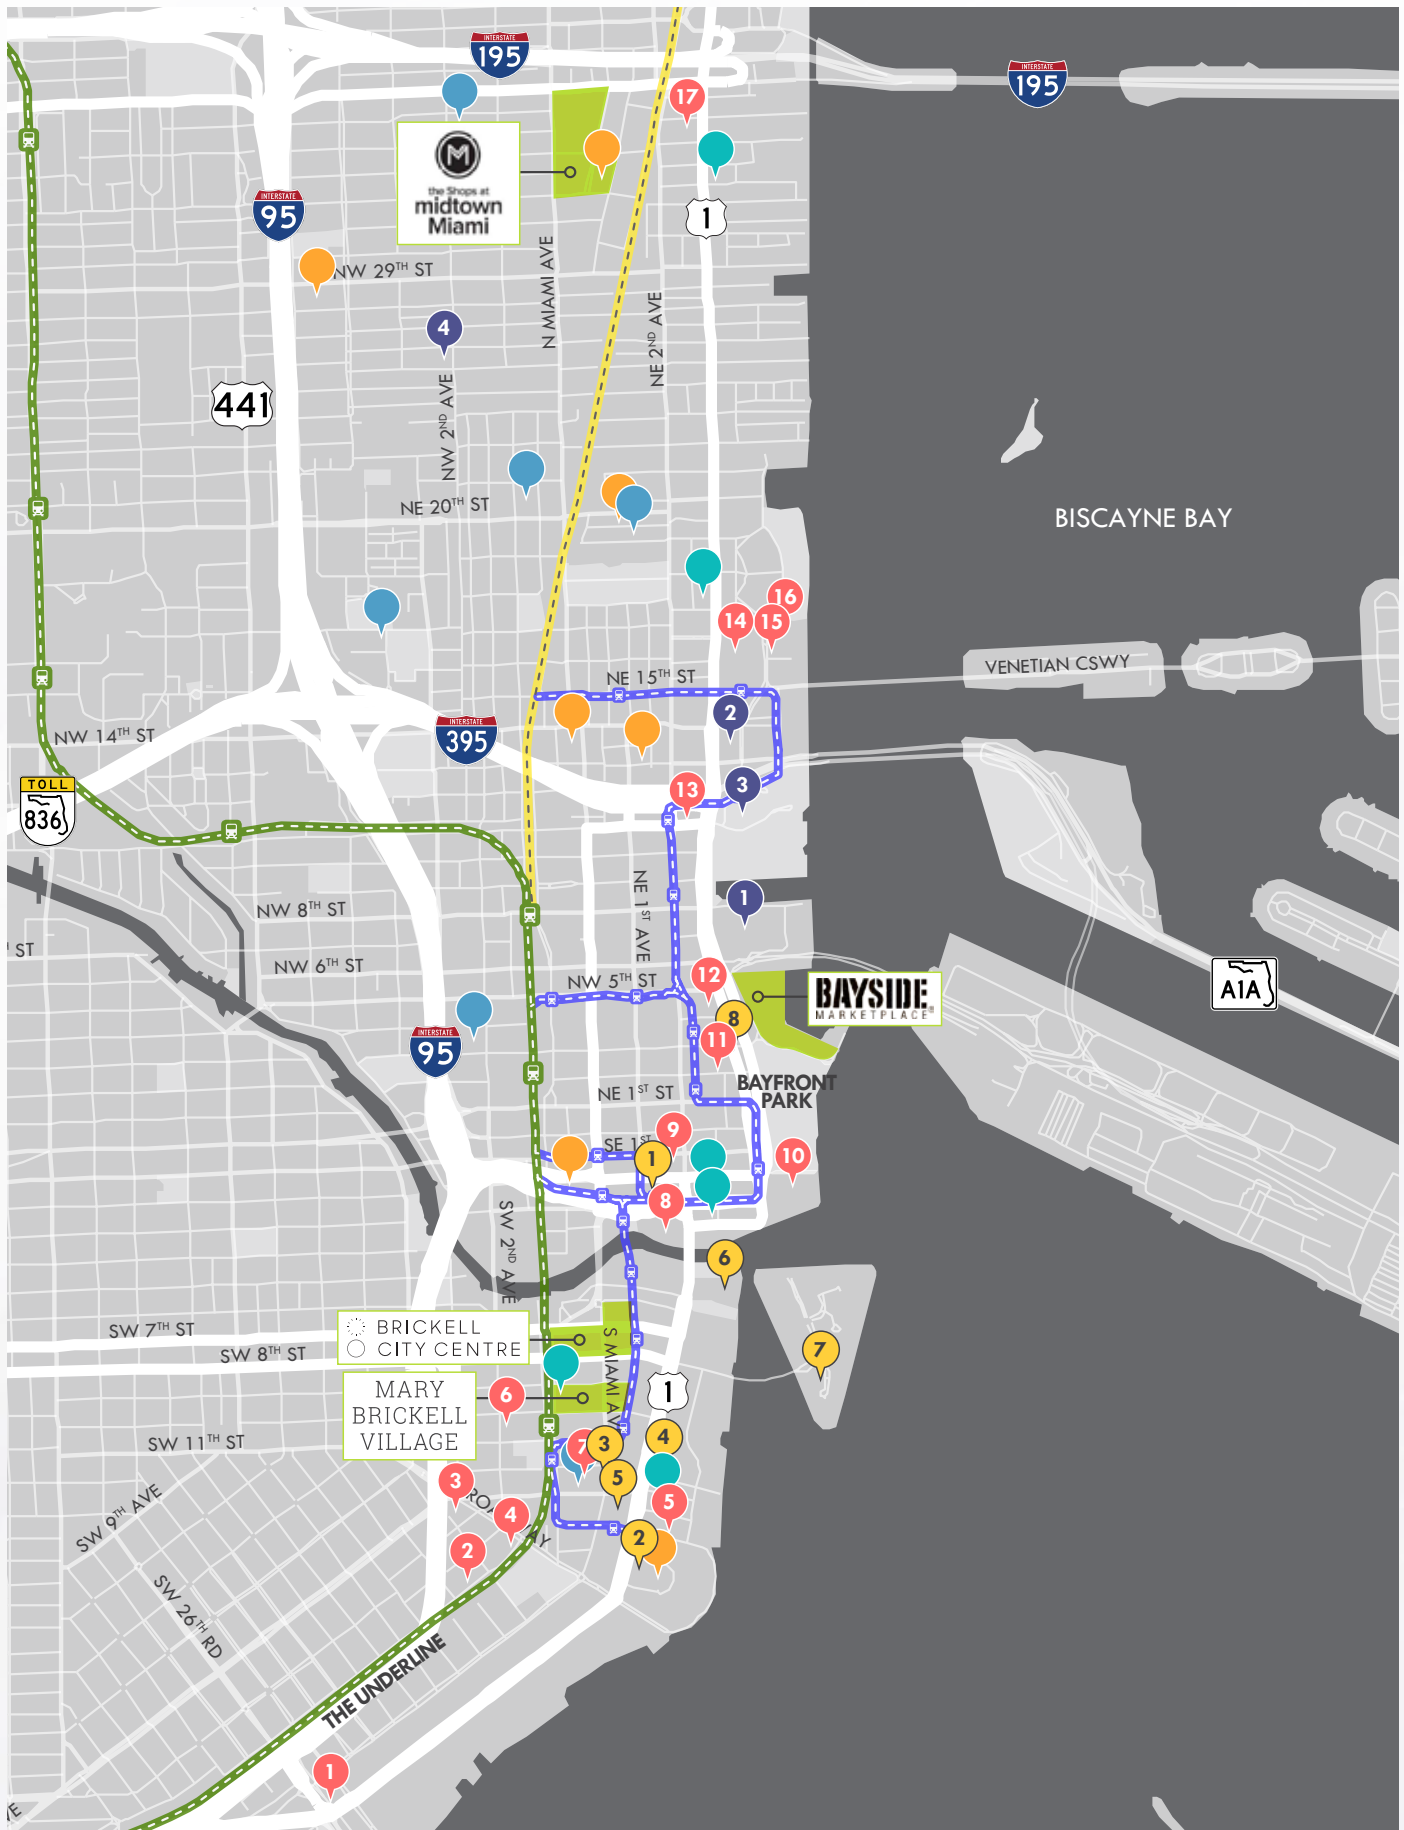 INTERSTATE
195
INTERSTATE
195
17
M
the Shops at
midtown
Miami
INTERSTATE
95
1
NW 29TH ST
N MIAMI AVE
NE 2ND AVE
4
441
NW 2ND AVE
NE 20TH ST
BISCAYNE BAY
16
14
15
VENETIAN CSWY
NE 15TH ST
2
NW 14TH ST
INTERSTATE
395
TOLL
836
13
3
NE 1ST AVE
1
NW 8TH ST
ST
NW 6TH ST
NW 5TH ST
12
BAYSIDE
MARKETPLACE
A1A
8
11
INTERSTATE
95
BAYFRONT
PARK
NE 1ST ST
9
SE 1ST
1
10
8
SW 2ND AVE
6
SW 7TH ST
BRICKELL
CITY CENTRE
S MIAMI AV
7
SW 8TH ST
MARY
BRICKELL
VILLAGE
6
1
SW 11TH ST
7
3
4
5
3
5
SW 9TH AVE
4
2
2
SW 26TH RD
THE UNDERLINE
1